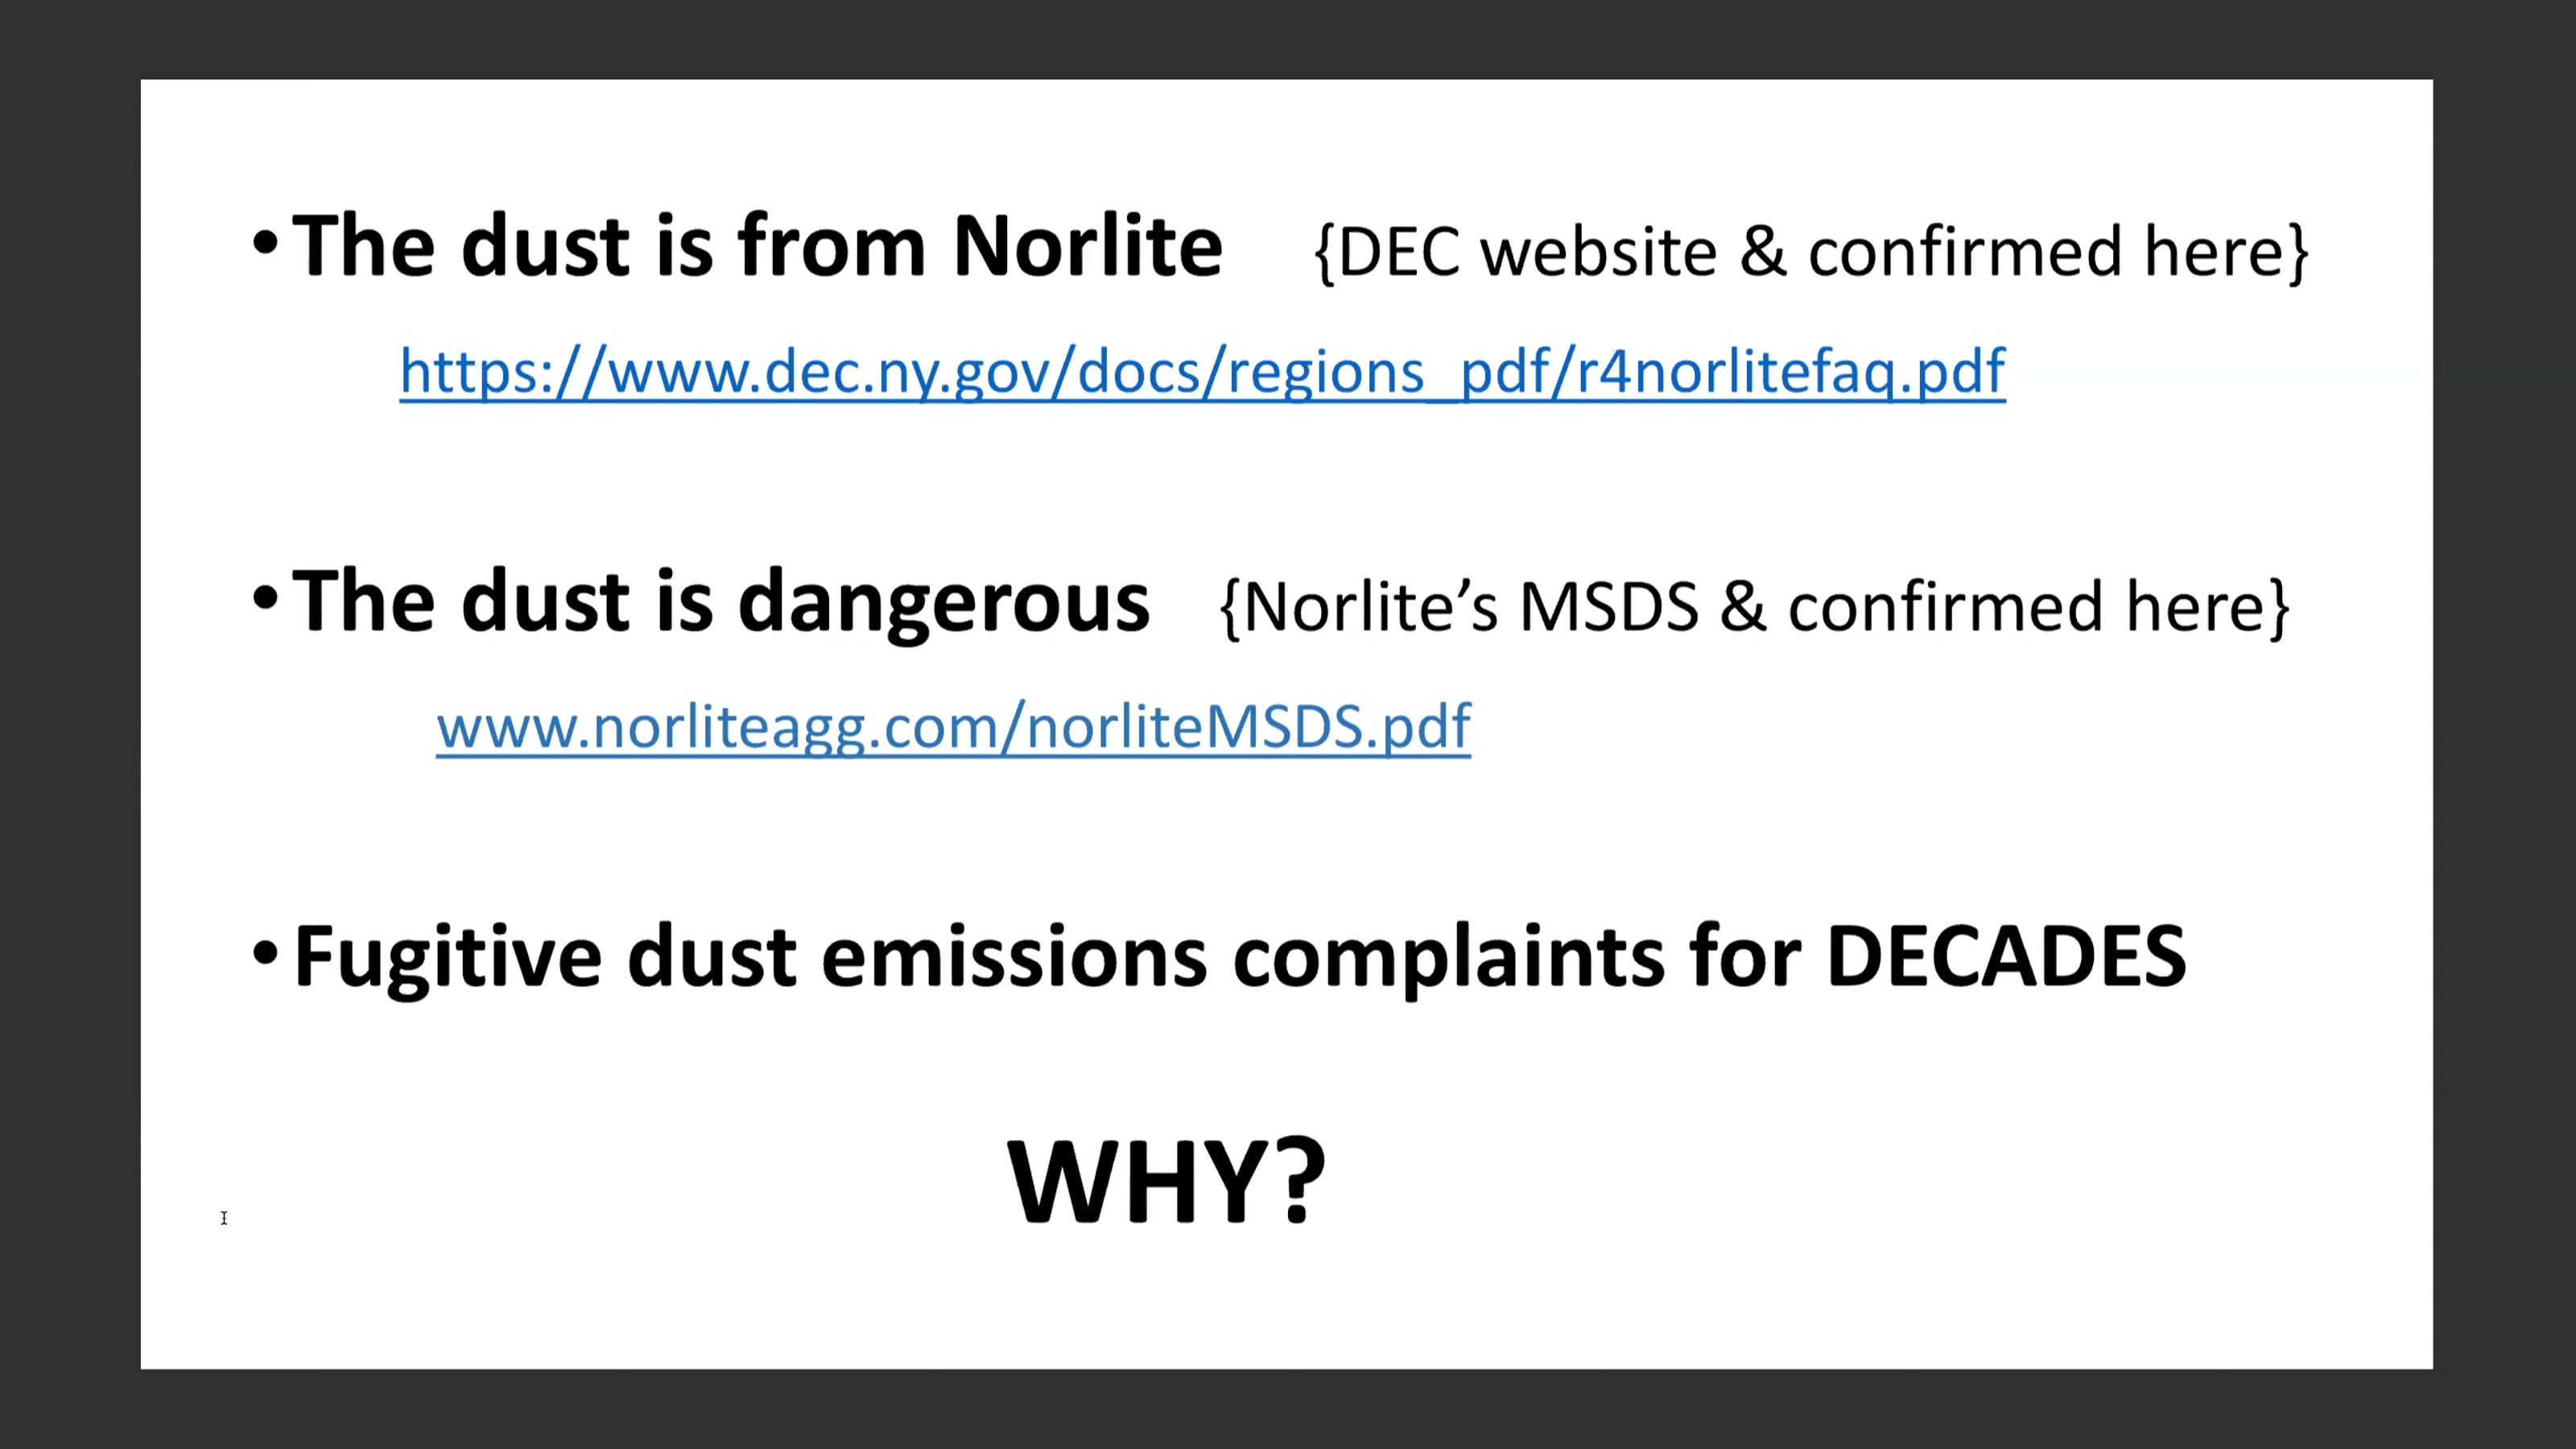 • The dust is from Norlite {DEC website & confirmed here}
https://www.dec.ny.gov/docs/regions_pdf/r4norlitefaq.pdf
• The dust is dangerous {Norlite’s MSDS & confirmed here}
www.norliteagg.com/norliteMSDS.pdf
• Fugitive dust emissions complaints for DECADES
WHY?